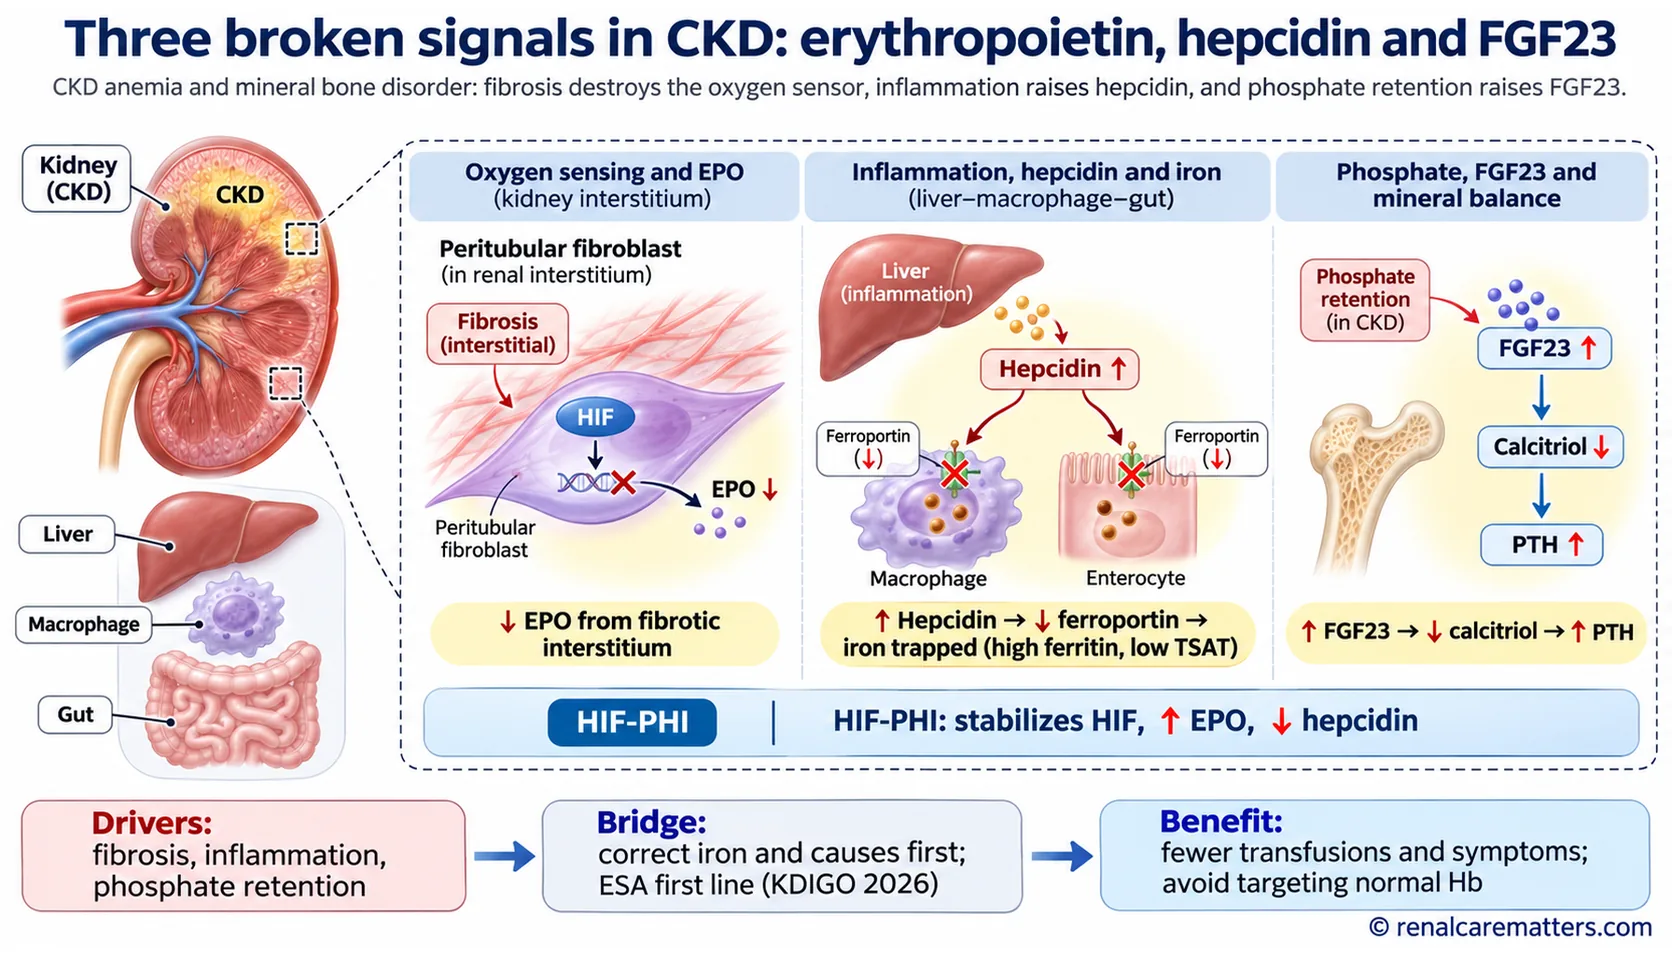 Three broken signals in CKD: erythropoietin, hepcidin and FGF23
CKD anemia and mineral bone disorder: fibrosis destroys the oxygen sensor, inflammation raises hepcidin, and phosphate retention raises FGF23.
Kidney
(CKD)
CKD
Liver
Macrophage
Gut
Oxygen sensing and EPO
(kidney interstitium)
Peritubular fibroblast
(in renal interstitium)
Fibrosis
(interstitial)
HIF
EPO ↓
Peritubular
fibroblast
↓ EPO from fibrotic
interstitium
Inflammation, hepcidin and iron
(liver–macrophage–gut)
Liver
(inflammation)
Hepcidin ↑
Ferroportin
(↓)
Ferroportin
(↓)
Macrophage
Enterocyte
↑ Hepcidin → ↓ ferroportin →
iron trapped (high ferritin, low TSAT)
Phosphate, FGF23 and
mineral balance
Phosphate
retention
(in CKD)
FGF23 ↑
Calcitriol ↓
PTH ↑
↑ FGF23 → ↓ calcitriol → ↑ PTH
HIF-PHI
HIF-PHI: stabilizes HIF, ↑ EPO, ↓ hepcidin
Drivers:
fibrosis, inflammation,
phosphate retention
Bridge:
correct iron and causes first;
ESA first line (KDIGO 2026)
Benefit:
fewer transfusions and symptoms;
avoid targeting normal Hb
© renalcarematters.com